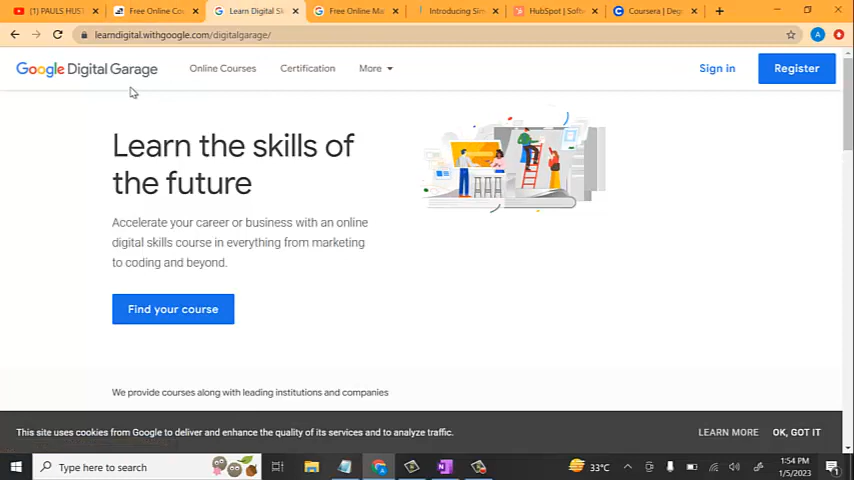 (1) PAULS HUST
Free Online Cou
Learn Digital Sk
Free Online Ma
Introducing Sim
HubSpot | Softw
Coursera | Degr
learndigital.withgoogle.com/digitalgarage/
A
Google Digital Garage
Online Courses
Certification
More
Sign in
Register
Learn the skills of
the future
Accelerate your career or business with an online
digital skills course in everything from marketing
to coding and beyond.
Find your course
We provide courses along with leading institutions and companies
This site uses cookies from Google to deliver and enhance the quality of its services and to analyze traffic.
LEARN MORE
OK, GOT IT
Type here to search
33°C
1:54 PM
1/5/2023